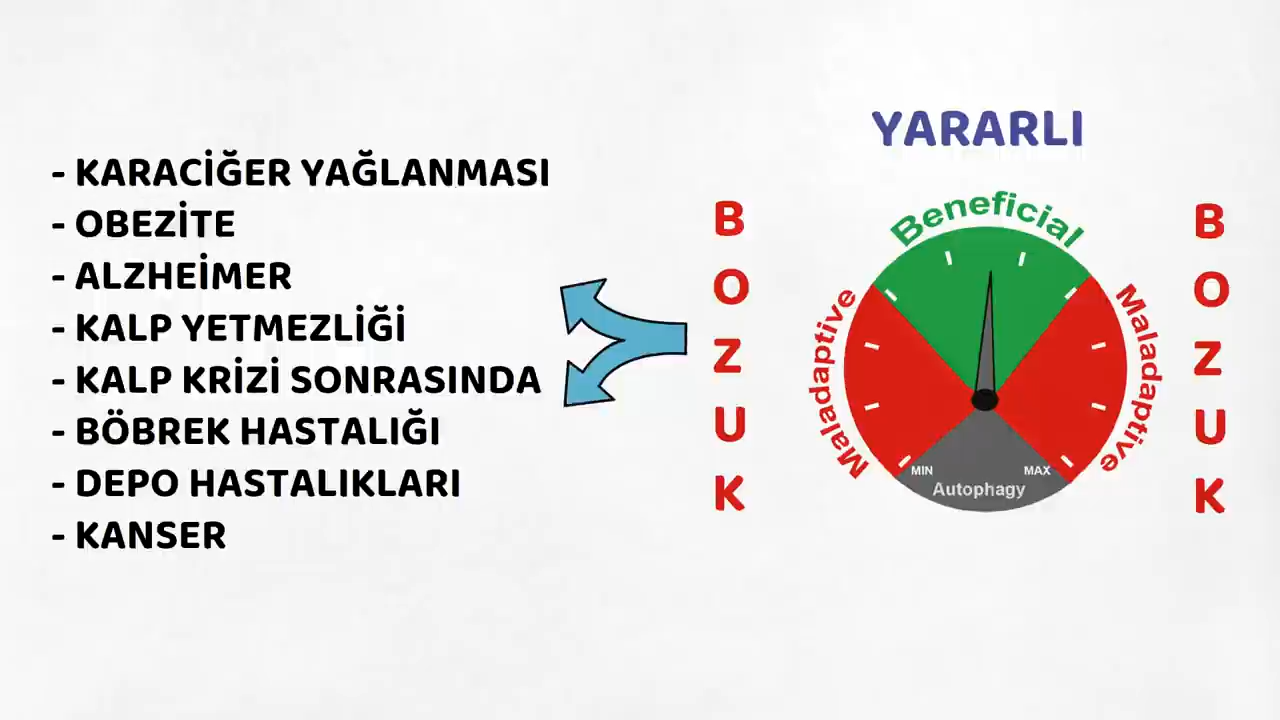 - KARACİĞER YAĞLANMASI
- OBEZİTE
- ALZHEİMER
- KALP YETMEZLİĞİ
- KALP KRİZİ SONRASINDA
- BÖBREK HASTALIĞI
- DEPO HASTALIKLARI
- KANSER
YARARLI
BOZUK
Beneficial
Maladaptive
Maladaptive
MIN
MAX
Autophagy
BOZUK